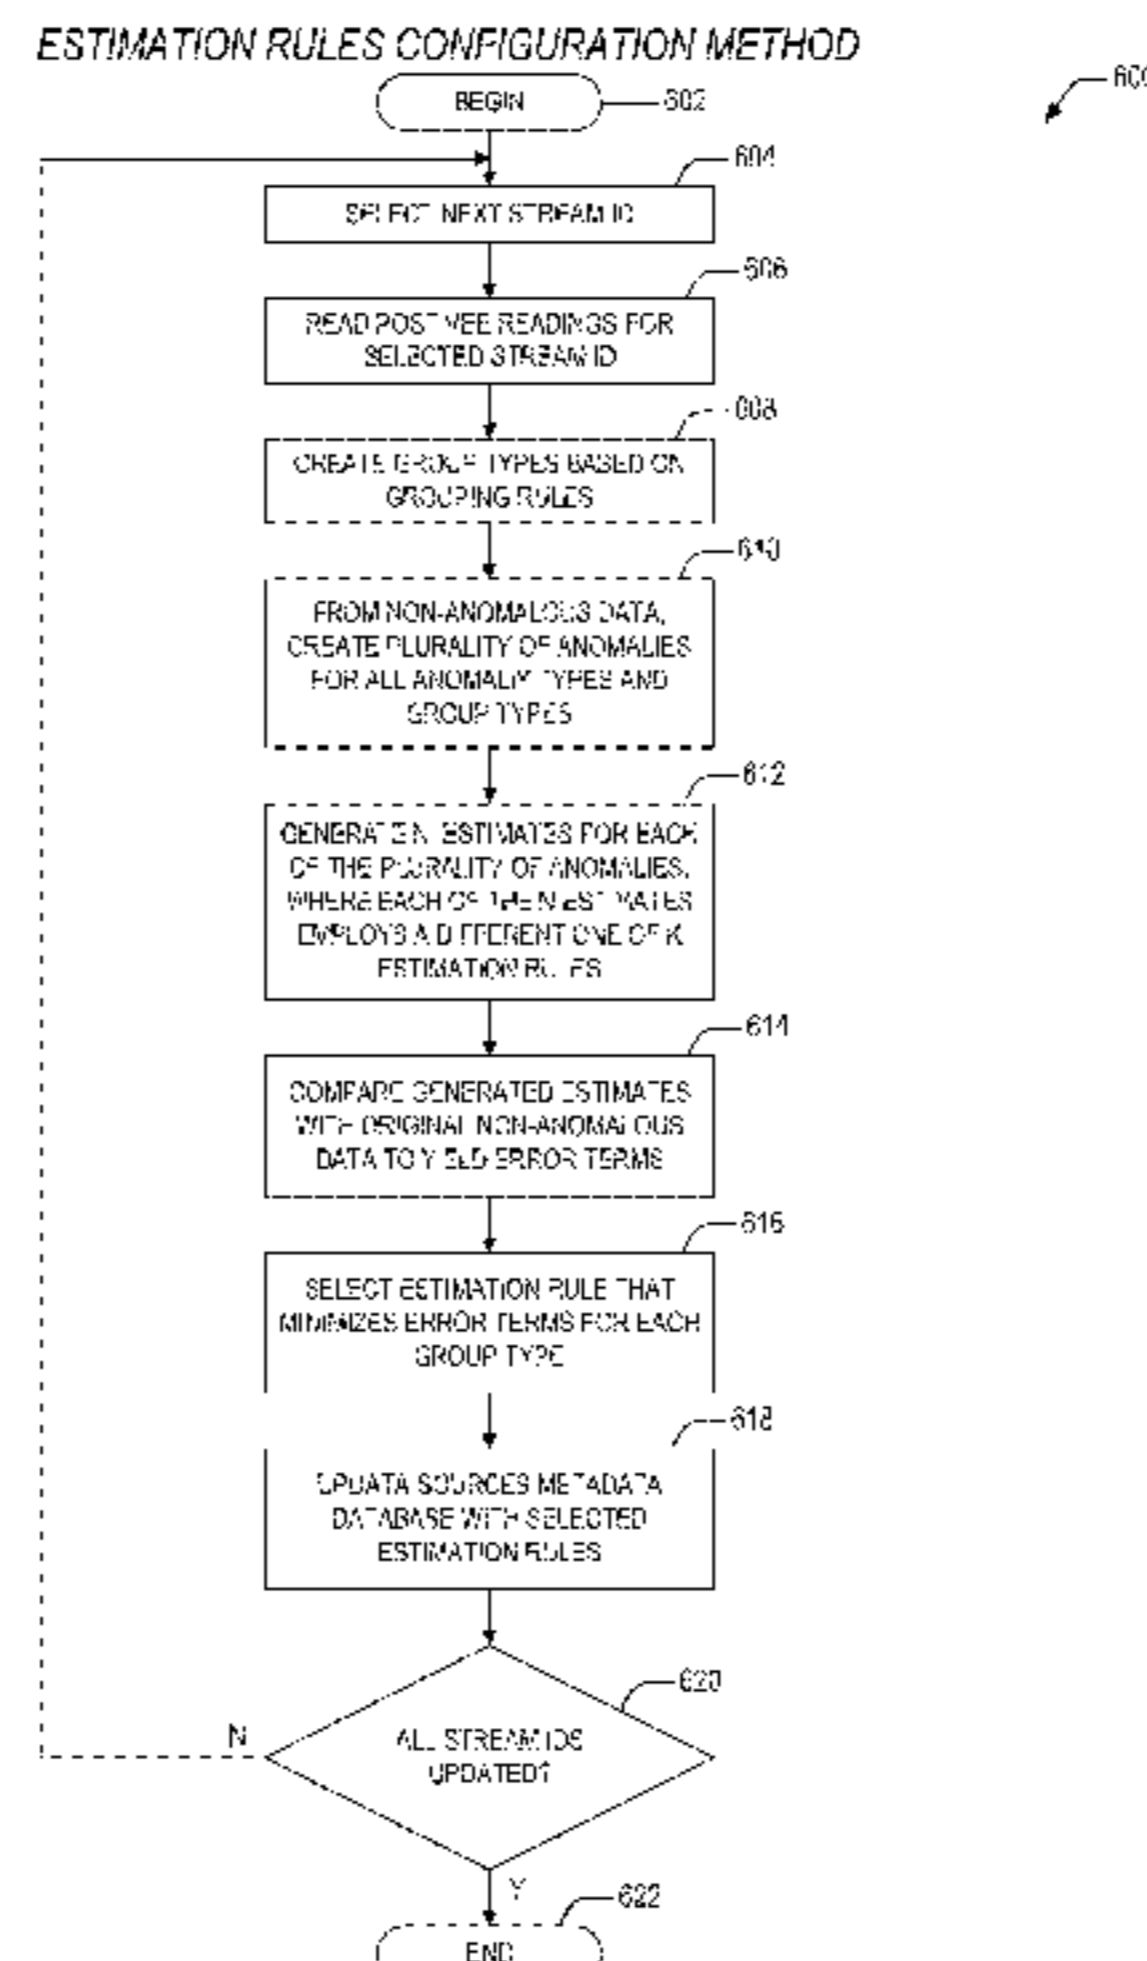 ESTIMATION RULES CONFIGURATION METHOD
BEGIN
602
600
604
SELECT NEXT STREAM ID
606
READ POST VEE READINGS FOR
SELECTED STREAM ID
608
CREATE GROUP TYPES BASED ON
GROUPING RULES
610
FROM NON-ANOMALOUS DATA,
CREATE PLURALITY OF ANOMALIES
FOR ALL ANOMALY TYPES AND
GROUP TYPES
612
GENERATE N ESTIMATES FOR EACH
OF THE PLURALITY OF ANOMALIES,
WHERE EACH OF THE N ESTIMATES
EMPLOYS A DIFFERENT ONE OF K
ESTIMATION RULES
614
COMPARE GENERATED ESTIMATES
WITH ORIGINAL NON-ANOMALOUS
DATA TO YIELD ERROR TERMS
616
SELECT ESTIMATION RULE THAT
MINIMIZES ERROR TERMS FOR EACH
GROUP TYPE
618
UPDATA SOURCES METADATA
DATABASE WITH SELECTED
ESTIMATION RULES
620
N
ALL STREAM IDS
UPDATED?
Y
622
END